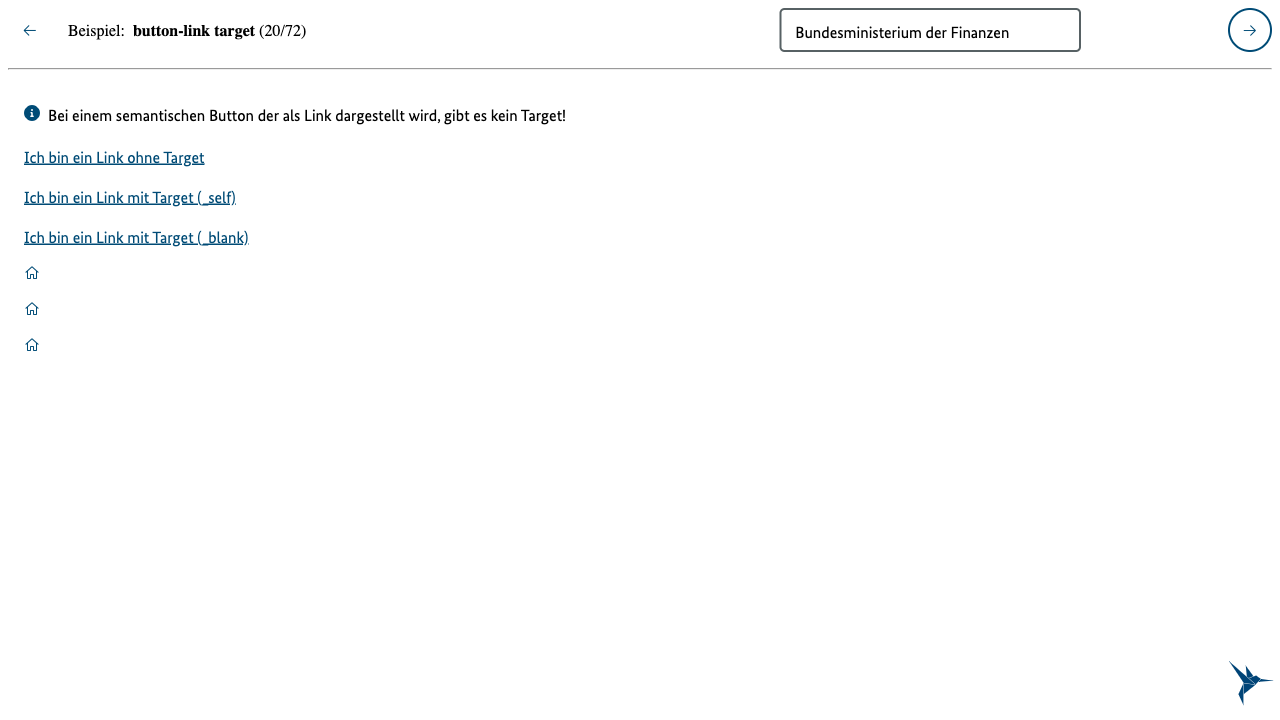 Beispiel: button-link target (20/72)
Bundesministerium der Finanzen
Bei einem semantischen Button der als Link dargestellt wird, gibt es kein Target!
Ich bin ein Link ohne Target
Ich bin ein Link mit Target (_self)
Ich bin ein Link mit Target (_blank)